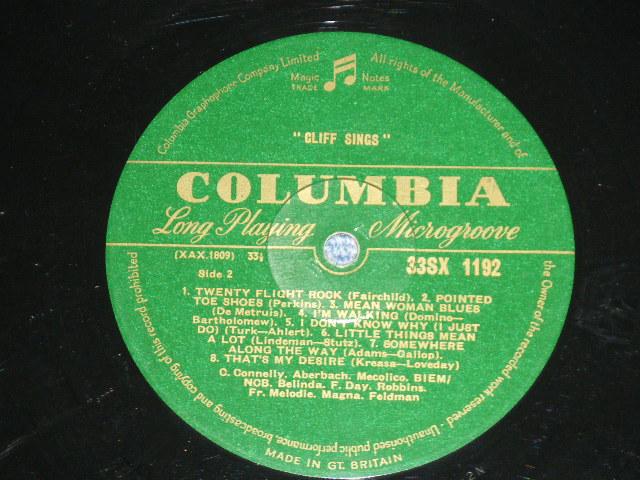 Columbia Graphophone Company Limited
All rights of the Manufacturer and of
the Owner of the recorded work reserved - Unauthorised public performance, broadcasting and copying of this record prohibited
Magic Notes
TRADE MARK
" CLIFF SINGS "
COLUMBIA
Long Playing Microgroove
(XAX.1809) 33⅓
33SX 1192
Side 2
1. TWENTY FLIGHT ROCK (Fairchild). 2. POINTED
TOE SHOES (Perkins). 3. MEAN WOMAN BLUES
(De Metruis). 4. I'M WALKING (Domino—
Bartholomew). 5. I DON'T KNOW WHY (I JUST
DO) (Turk—Ahlert). 6. LITTLE THINGS MEAN
A LOT (Lindeman—Stutz). 7. SOMEWHERE
ALONG THE WAY (Adams—Gallop).
8. THAT'S MY DESIRE (Kresa—Loveday)
C. Connelly. Aberbach. Mecolico. BIEM/
NCB. Belinda. F. Day. Robbins.
Fr. Melodie. Magna. Feldman
MADE IN GT. BRITAIN